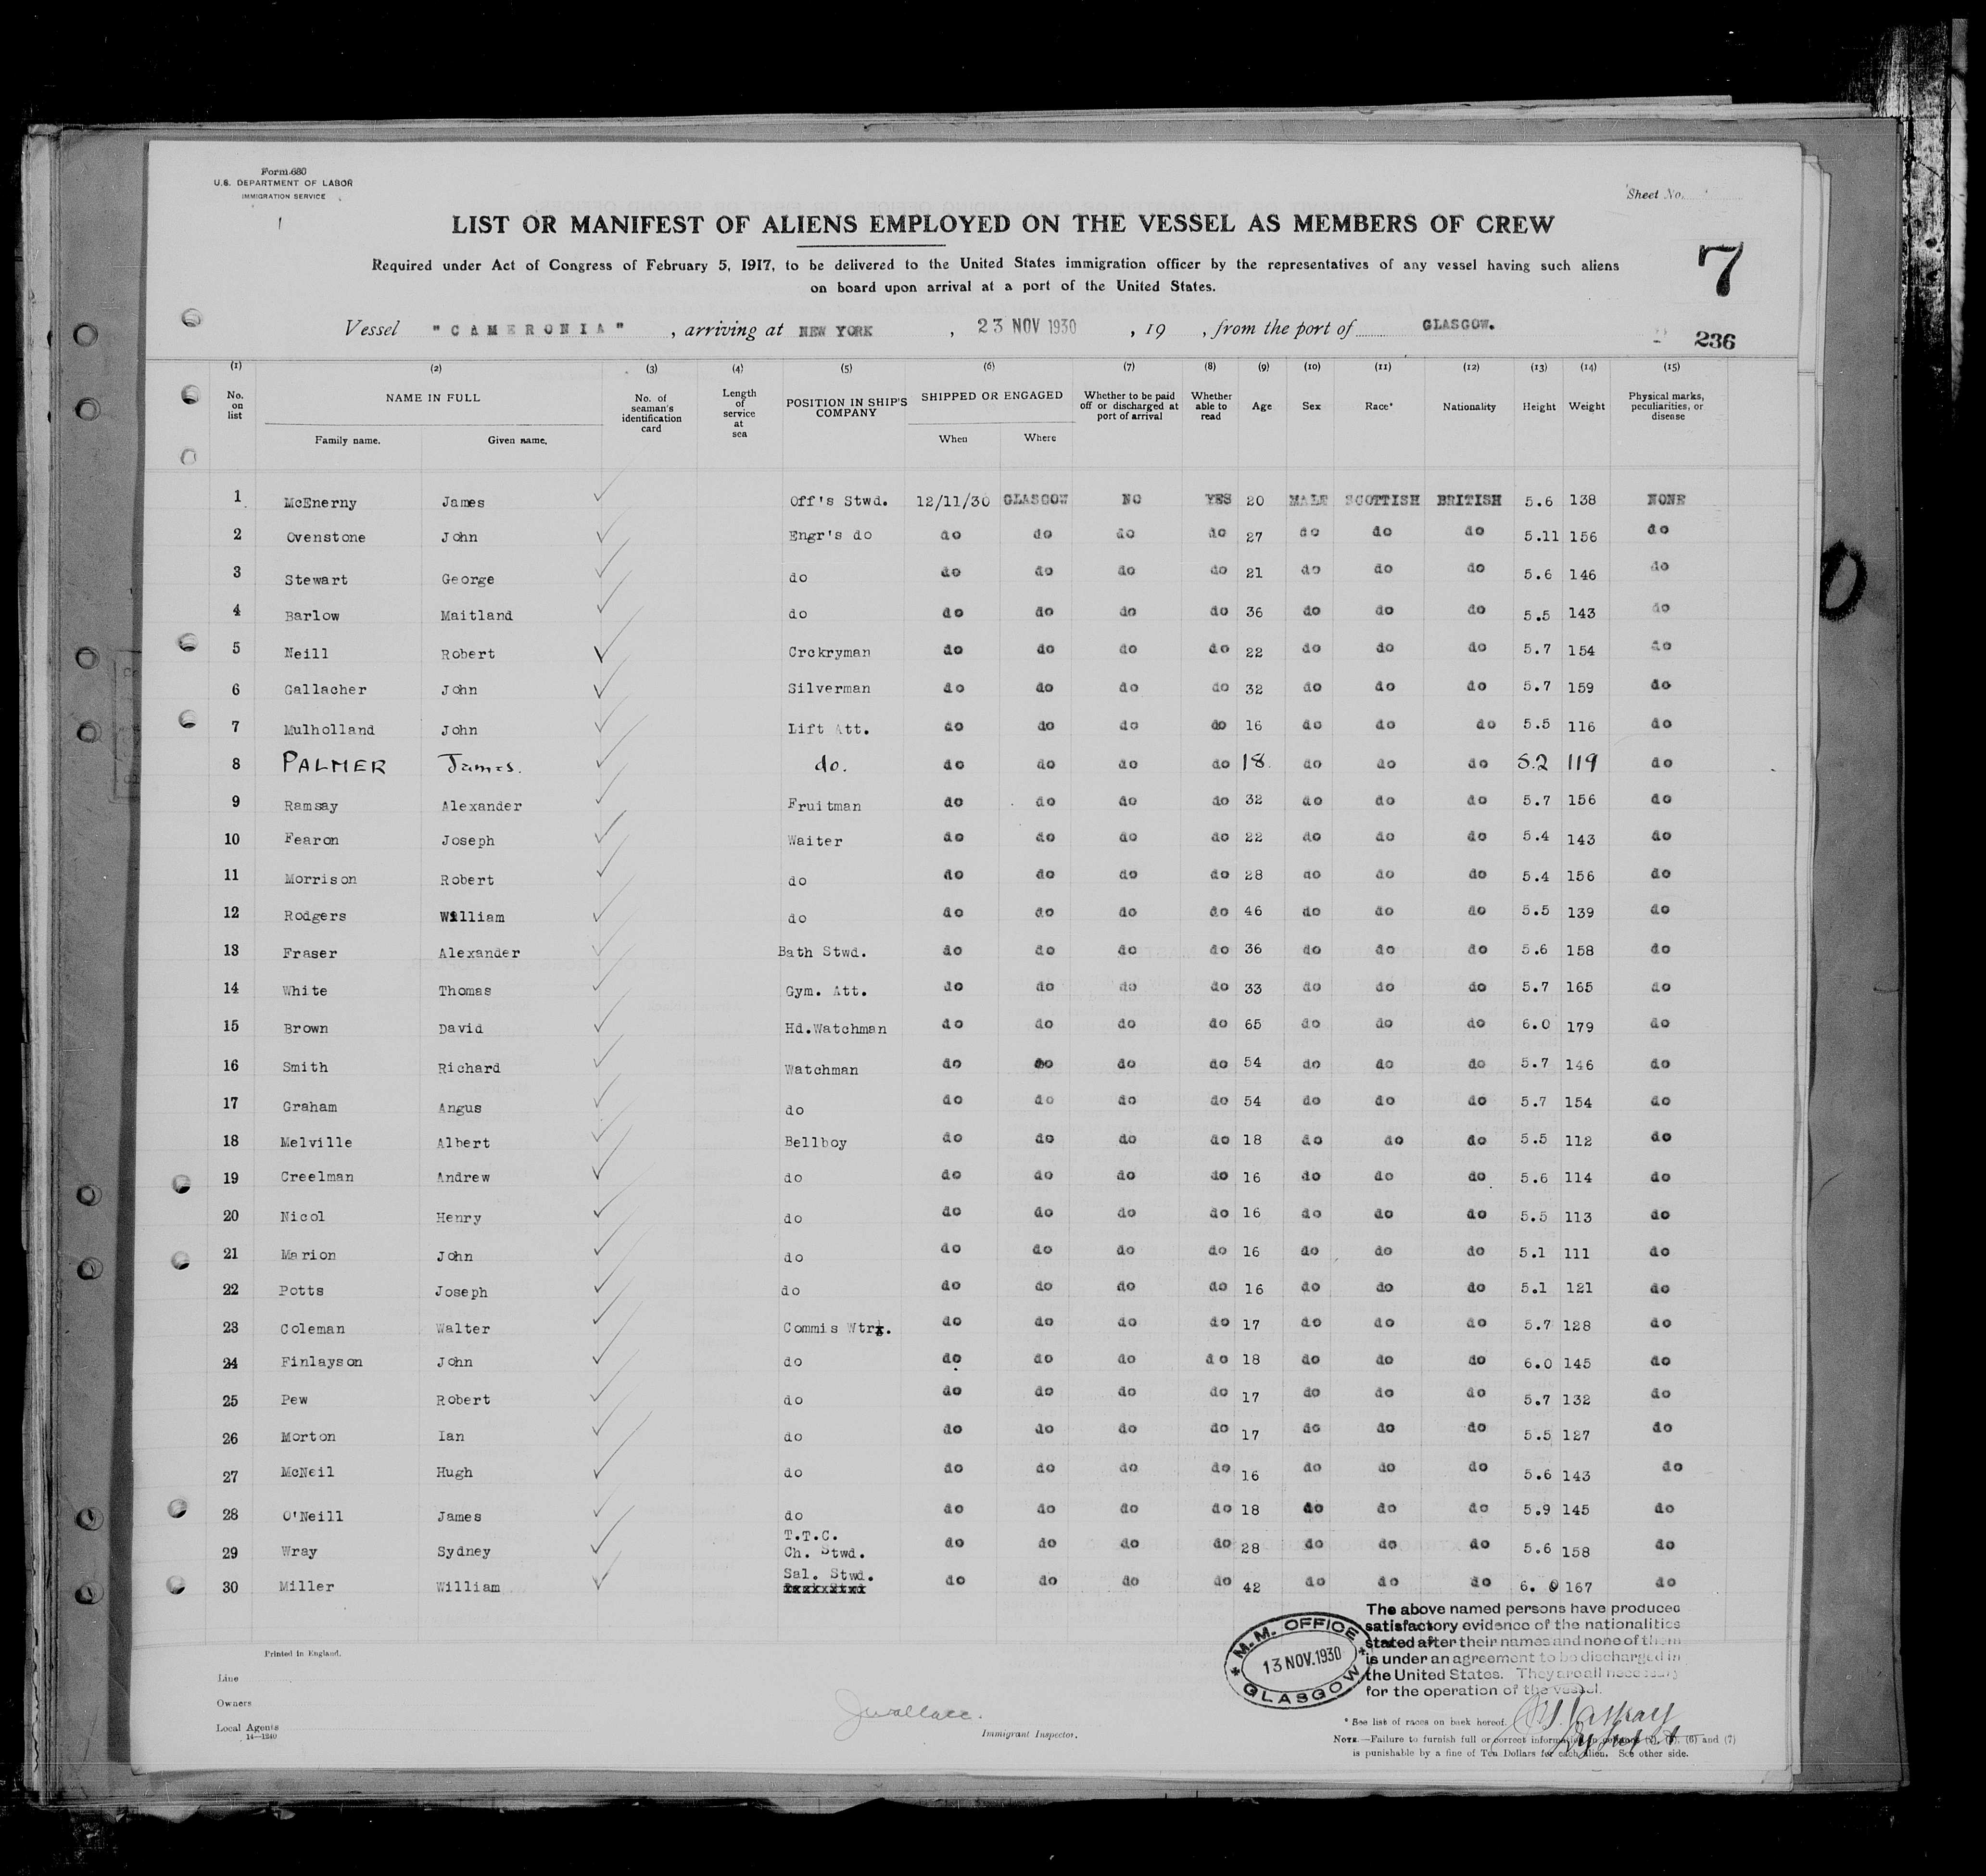 Form 680
U.S. DEPARTMENT OF LABOR
IMMIGRATION SERVICE
Sheet No.
LIST OR MANIFEST OF ALIENS EMPLOYED ON THE VESSEL AS MEMBERS OF CREW
Required under Act of Congress of February 5, 1917, to be delivered to the United States immigration officer by the representatives of any vessel having such aliens
on board upon arrival at a port of the United States.
7
Vessel "CAMERONIA", arriving at NEW YORK, 23 NOV 1930, 19 , from the port of GLASGOW.
236
(1) (2) (3) (4) (5) (6) (7) (8) (9) (10) (11) (12) (13) (14) (15)
No. on list NAME IN FULL Family name. Given name. No. of seaman's identification card Length of service at sea POSITION IN SHIP'S COMPANY SHIPPED OR ENGAGED When Where Whether to be paid off or discharged at port of arrival Whether able to read Age Sex Race* Nationality Height Weight Physical marks, peculiarities, or disease
1 McEnerny James Off's Stwd. 12/11/30 GLASGOW NO YES 20 MALE SCOTTISH BRITISH 5.6 138 NONE
2 Ovenstone John Engr's do do do do do 27 do do do 5.11 156 do
3 Stewart George do do do do do 21 do do do 5.6 146 do
4 Barlow Maitland do do do do do 36 do do do 5.5 143 do
5 Neill Robert Crckryman do do do do 22 do do do 5.7 154 do
6 Gallacher John Silverman do do do do 32 do do do 5.7 159 do
7 Mulholland John Lift Att. do do do do 16 do do do 5.5 116 do
8 PALMER James. do. do do do do 18 do do do 5.2 119 do
9 Ramsay Alexander Fruitman do do do do 32 do do do 5.7 156 do
10 Fearon Joseph Waiter do do do do 22 do do do 5.4 143 do
11 Morrison Robert do do do do do 28 do do do 5.4 156 do
12 Rodgers William do do do do do 46 do do do 5.5 139 do
13 Fraser Alexander Bath Stwd. do do do do 36 do do do 5.6 158 do
14 White Thomas Gym. Att. do do do do 33 do do do 5.7 165 do
15 Brown David Hd.Watchman do do do do 65 do do do 6.0 179 do
16 Smith Richard Watchman do do do do 54 do do do 5.7 146 do
17 Graham Angus do do do do do 54 do do do 5.7 154 do
18 Melville Albert Bellboy do do do do 18 do do do 5.5 112 do
19 Creelman Andrew do do do do do 16 do do do 5.6 114 do
20 Nicol Henry do do do do do 16 do do do 5.5 113 do
21 Marion John do do do do do 16 do do do 5.1 111 do
22 Potts Joseph do do do do do 16 do do do 5.1 121 do
23 Coleman Walter Commis Wtrx. do do do do 17 do do do 5.7 128 do
24 Finlayson John do do do do do 18 do do do 6.0 145 do
25 Pew Robert do do do do do 17 do do do 5.7 132 do
26 Morton Ian do do do do do 17 do do do 5.5 127 do
27 McNeil Hugh do do do do do 16 do do do 5.6 143 do
28 O'Neill James do do do do do 18 do do do 5.9 145 do
29 Wray Sydney T.T.C. Ch. Stwd. do do do do 28 do do do 5.6 158 do
30 Miller William Sal. Stwd. do do do do 42 do do do 6.0 167 do
The above named persons have produced
satisfactory evidence of the nationalities
stated after their names and none of them
is under an agreement to be discharged in
the United States. They are all necessary
for the operation of the vessel.
M.M. OFFICE
13 NOV. 1930
GLASGOW
Printed in England.
Line
Owners
Local Agents
14—1240
JWallace.
Immigrant Inspector.
* See list of races on back hereof.
NOTE.—Failure to furnish full or correct information in columns (6) and (7)
is punishable by a fine of Ten Dollars for each alien. See other side.